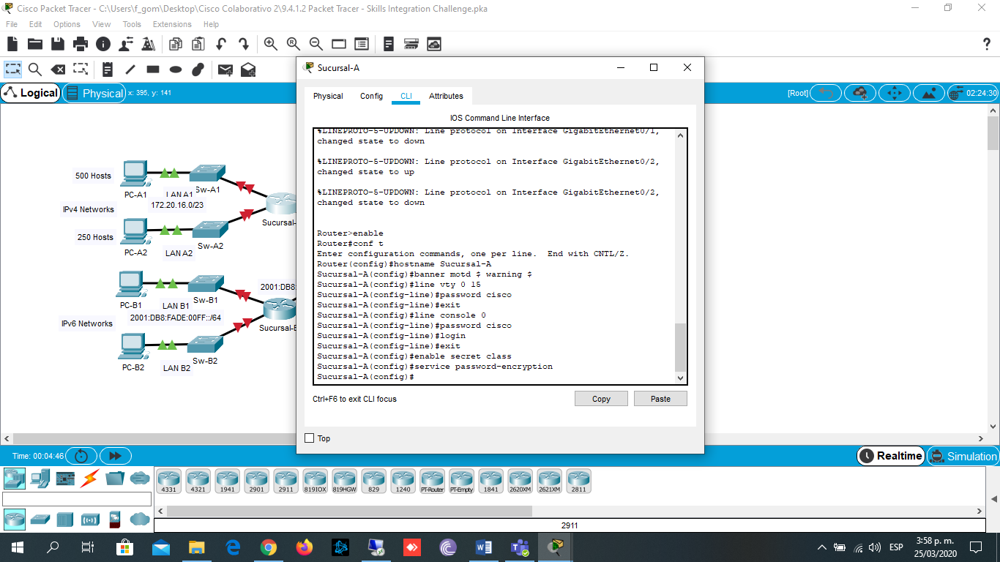 Cisco Packet Tracer - C:\Users\f_gom\Desktop\Cisco Colaborativo 2\9.4.1.2 Packet Tracer - Skills Integration Challenge.pka
File Edit Options View Tools Extensions Help
Logical Physical x: 395, y: 141
[Root] 02:24:30
500 Hosts
PC-A1
LAN A1
Sw-A1
172.20.16.0/23
IPv4 Networks
Sucursal-
250 Hosts
PC-A2
LAN A2
Sw-A2
PC-B1
LAN B1
Sw-B1
2001:DB8:
2001:DB8:FADE:00FF::/64
IPv6 Networks
PC-B2
LAN B2
Sw-B2
Sucursal-A
Physical Config CLI Attributes
IOS Command Line Interface
%LINEPROTO-5-UPDOWN: Line protocol on Interface GigabitEthernet0/1,
changed state to down
%LINEPROTO-5-UPDOWN: Line protocol on Interface GigabitEthernet0/2,
changed state to up
%LINEPROTO-5-UPDOWN: Line protocol on Interface GigabitEthernet0/2,
changed state to down
Router>enable
Router#conf t
Enter configuration commands, one per line. End with CNTL/Z.
Router(config)#hostname Sucursal-A
Sucursal-A(config)#banner motd $ warning $
Sucursal-A(config)#line vty 0 15
Sucursal-A(config-line)#password cisco
Sucursal-A(config-line)#exit
Sucursal-A(config)#line console 0
Sucursal-A(config-line)#password cisco
Sucursal-A(config-line)#login
Sucursal-A(config-line)#exit
Sucursal-A(config)#enable secret class
Sucursal-A(config)#service password-encryption
Sucursal-A(config)#
Ctrl+F6 to exit CLI focus
Copy Paste
Top
Time: 00:04:46
Realtime Simulation
4331 4321 1941 2901 2911 819IOX 819HGW 829 1240 PT-Router PT-Empty 1841 2620XM 2621XM 2811
2911
ESP
3:58 p. m.
25/03/2020